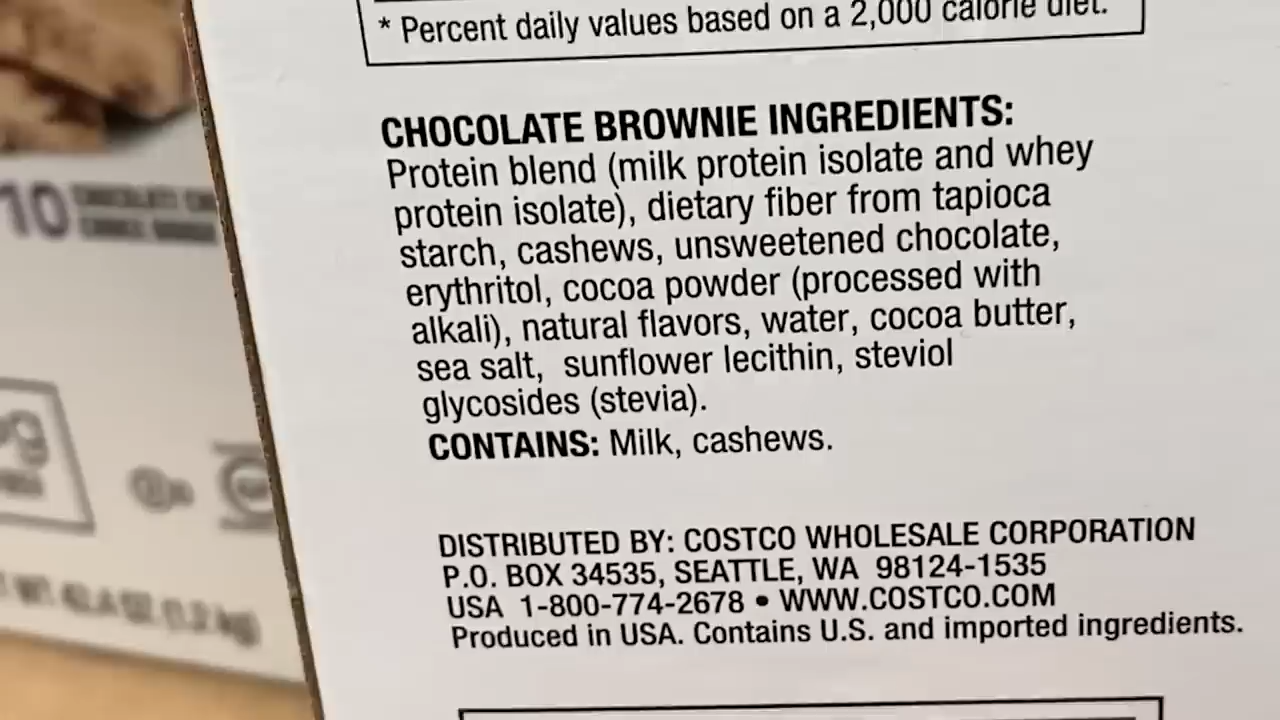 * Percent daily values based on a 2,000 calorie diet.
CHOCOLATE BROWNIE INGREDIENTS:
Protein blend (milk protein isolate and whey
protein isolate), dietary fiber from tapioca
starch, cashews, unsweetened chocolate,
erythritol, cocoa powder (processed with
alkali), natural flavors, water, cocoa butter,
sea salt,  sunflower lecithin, steviol
glycosides (stevia).
CONTAINS: Milk, cashews.
DISTRIBUTED BY: COSTCO WHOLESALE CORPORATION
P.O. BOX 34535, SEATTLE, WA  98124-1535
USA  1-800-774-2678 • WWW.COSTCO.COM
Produced in USA. Contains U.S. and imported ingredients.
10